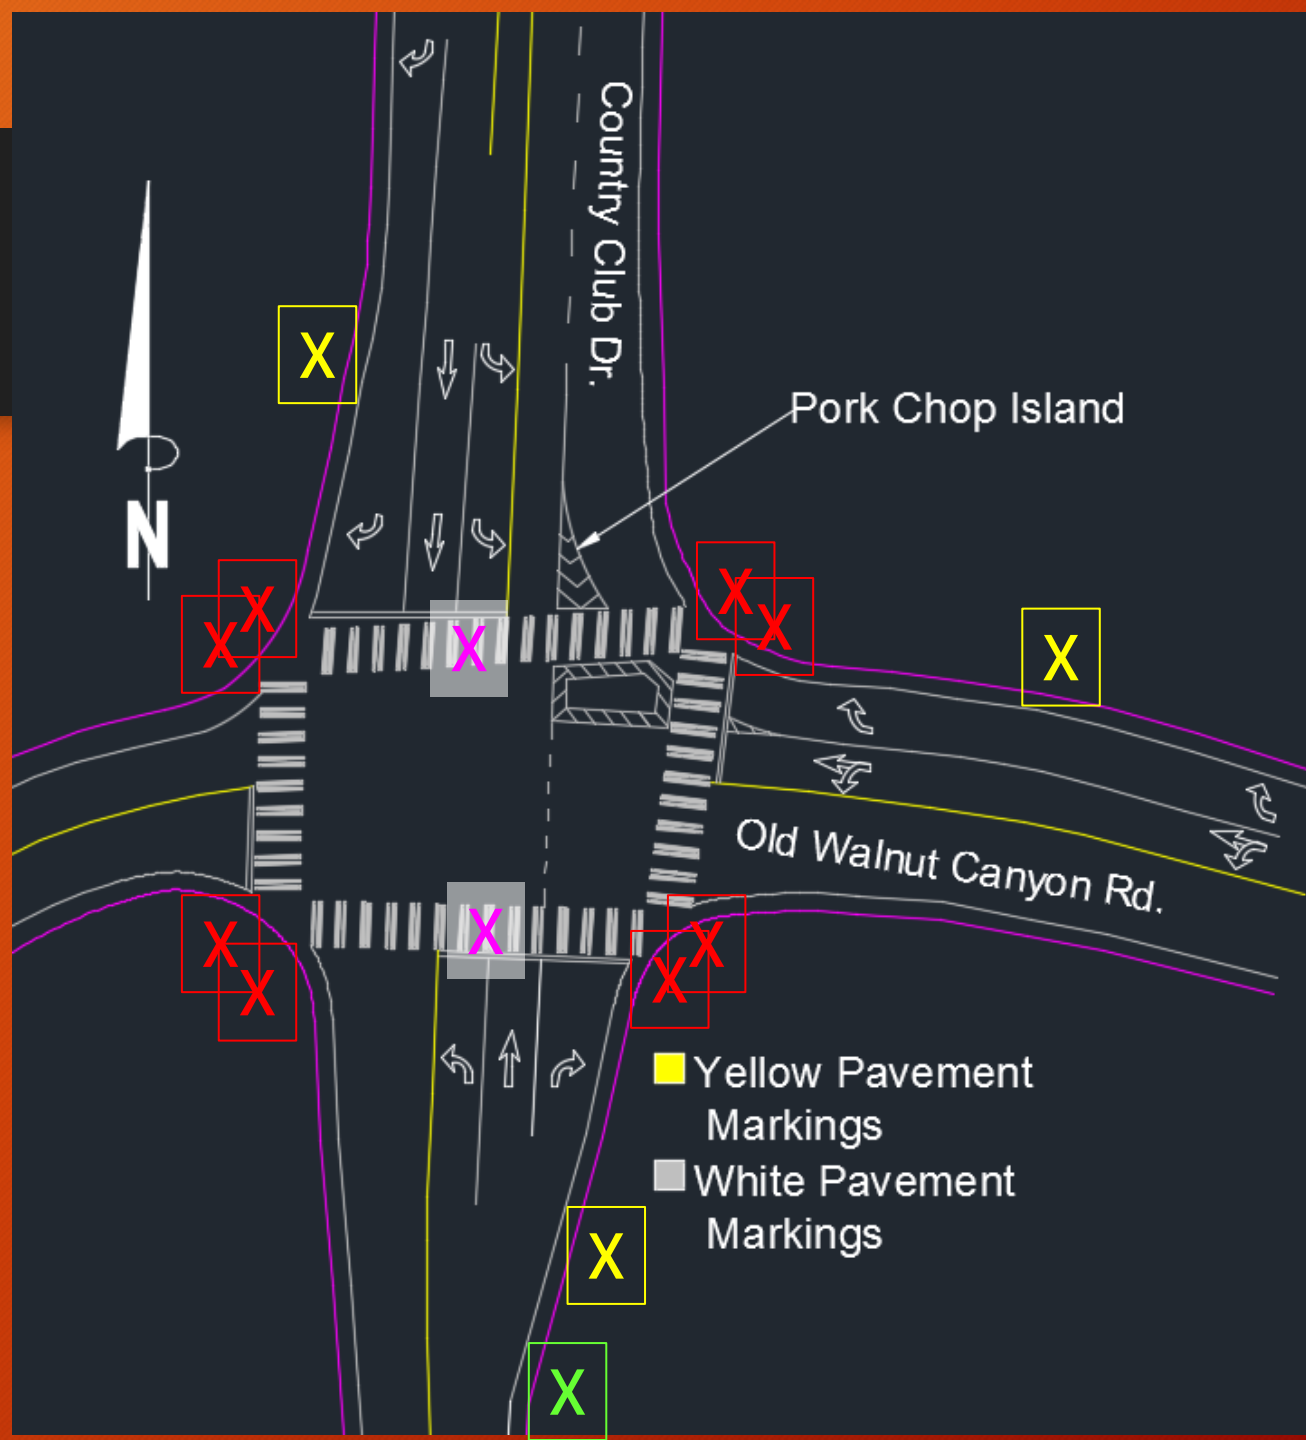 Country Club Dr.
X
Pork Chop Island
N
X
X
X
X
X
X
X
Old Walnut Canyon Rd.
X
X
X
X
X
Yellow Pavement
Markings
White Pavement
Markings
X
X